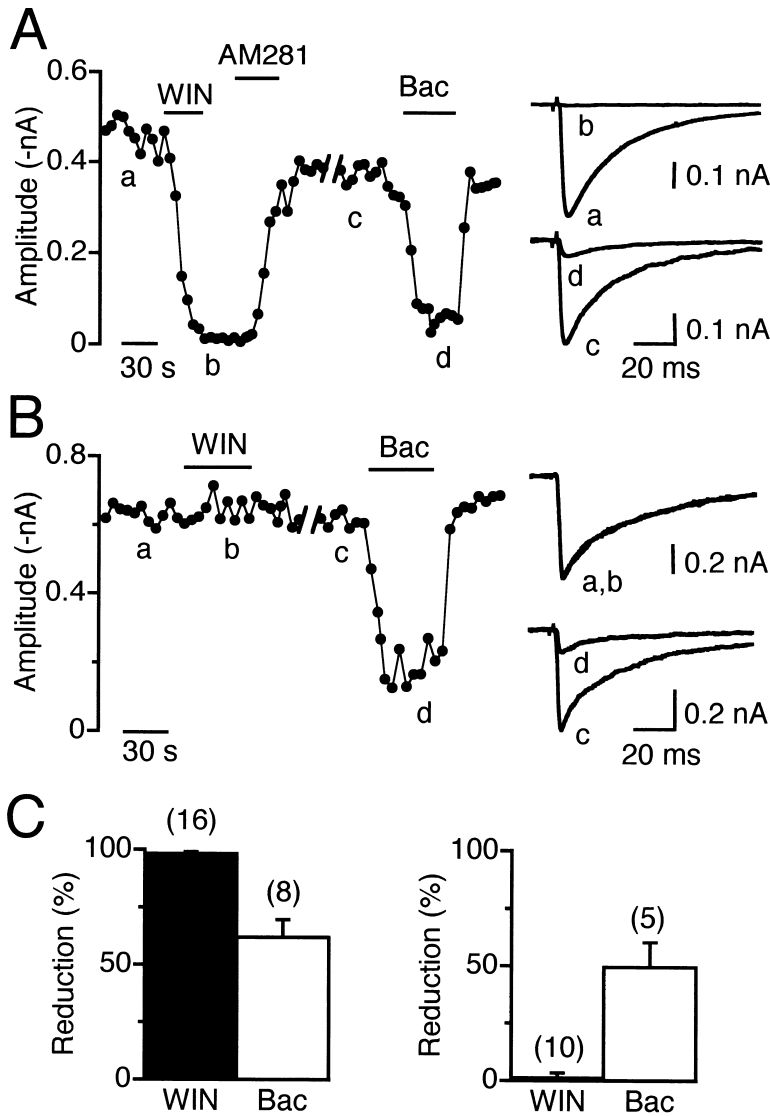 A
AM281
WIN
Bac
0.6
0.4
0.2
0
Amplitude (-nA)
a
b
c
d
30 s
b
a
0.1 nA
d
c
0.1 nA
20 ms
B
WIN
Bac
0.8
0.4
0
Amplitude (-nA)
a
b
c
d
30 s
a,b
0.2 nA
d
c
0.2 nA
20 ms
C
(16)
(8)
100
50
0
Reduction (%)
WIN
Bac
(10)
(5)
100
50
0
Reduction (%)
WIN
Bac